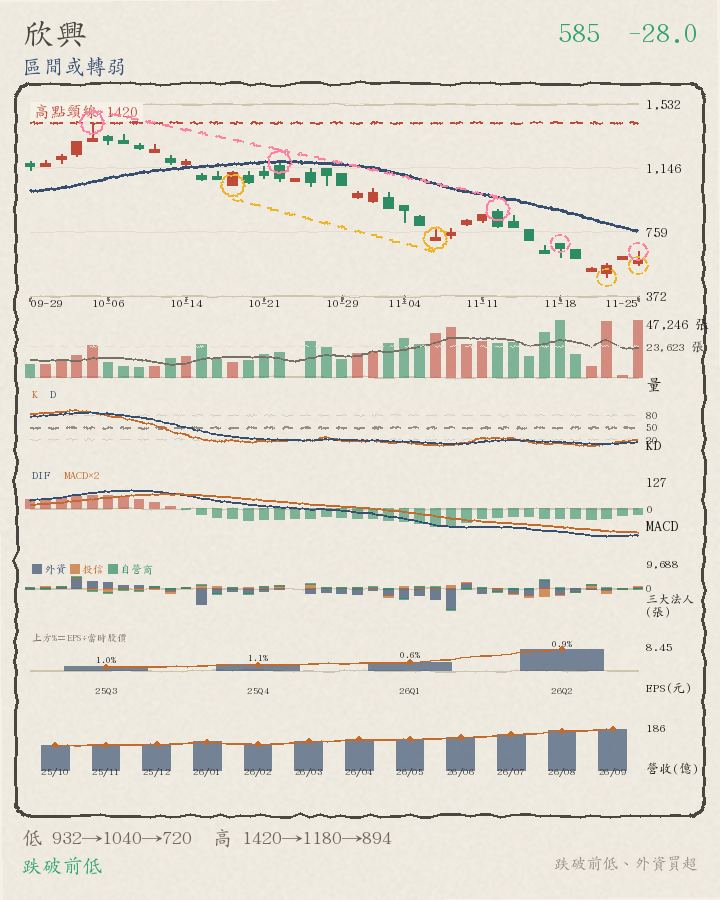 欣興
585 -28.0
區間或轉弱
高點頸線 1420
1,532
1,146
759
372
09-29 10-06 10-14 10-21 10-29 11-04 11-11 11-18 11-25
47,246 張
23,623 張
量
K D
80
50
20
KD
DIF MACD×2
127
0
MACD
外資 投信 自營商
9,688
0
三大法人
(張)
上方%=EPS÷當時股價
8.45
1.0% 1.1% 0.6% 0.9%
25Q3 25Q4 26Q1 26Q2
EPS(元)
186
25/10 25/11 25/12 26/01 26/02 26/03 26/04 26/05 26/06 26/07 26/08 26/09
營收(億)
低 932→1040→720 高 1420→1180→894
跌破前低
跌破前低、外資買超